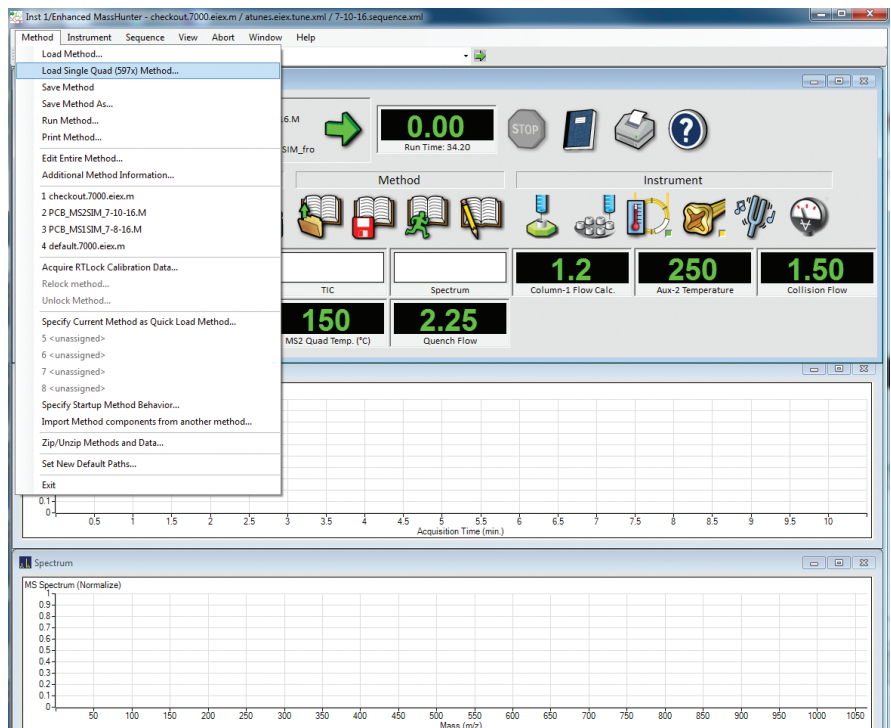 Inst 1/Enhanced MassHunter - checkout.7000.eiex.m / atunes.eiex.tune.xml / 7-10-16.sequence.xml
Method Instrument Sequence View Abort Window Help
Load Method...
Load Single Quad (597x) Method...
Save Method
Save Method As...
Run Method...
Print Method...
Edit Entire Method...
Additional Method Information...
1 checkout.7000.eiex.m
2 PCB_MS2SIM_7-10-16.M
3 PCB_MS1SIM_7-8-16.M
4 default.7000.eiex.m
Acquire RTLock Calibration Data...
Relock method...
Unlock Method...
Specify Current Method as Quick Load Method...
5 <unassigned>
6 <unassigned>
7 <unassigned>
8 <unassigned>
Specify Startup Method Behavior...
Import Method components from another method...
Zip/Unzip Methods and Data...
Set New Default Paths...
Exit
16.M
SIM_fro
0.00
Run Time: 34.20
STOP
?
Method Instrument
TIC
Spectrum
1.2
Column-1 Flow Calc.
250
Aux-2 Temperature
1.50
Collision Flow
150
MS2 Quad Temp. (°C)
2.25
Quench Flow
0.1
0
0.5 1 1.5 2 2.5 3 3.5 4 4.5 5 5.5 6 6.5 7 7.5 8 8.5 9 9.5 10
Acquisition Time (min.)
Spectrum
MS Spectrum (Normalize)
1
0.9
0.8
0.7
0.6
0.5
0.4
0.3
0.2
0.1
0
50 100 150 200 250 300 350 400 450 500 550 600 650 700 750 800 850 900 950 1000 1050
Mass (m/z)